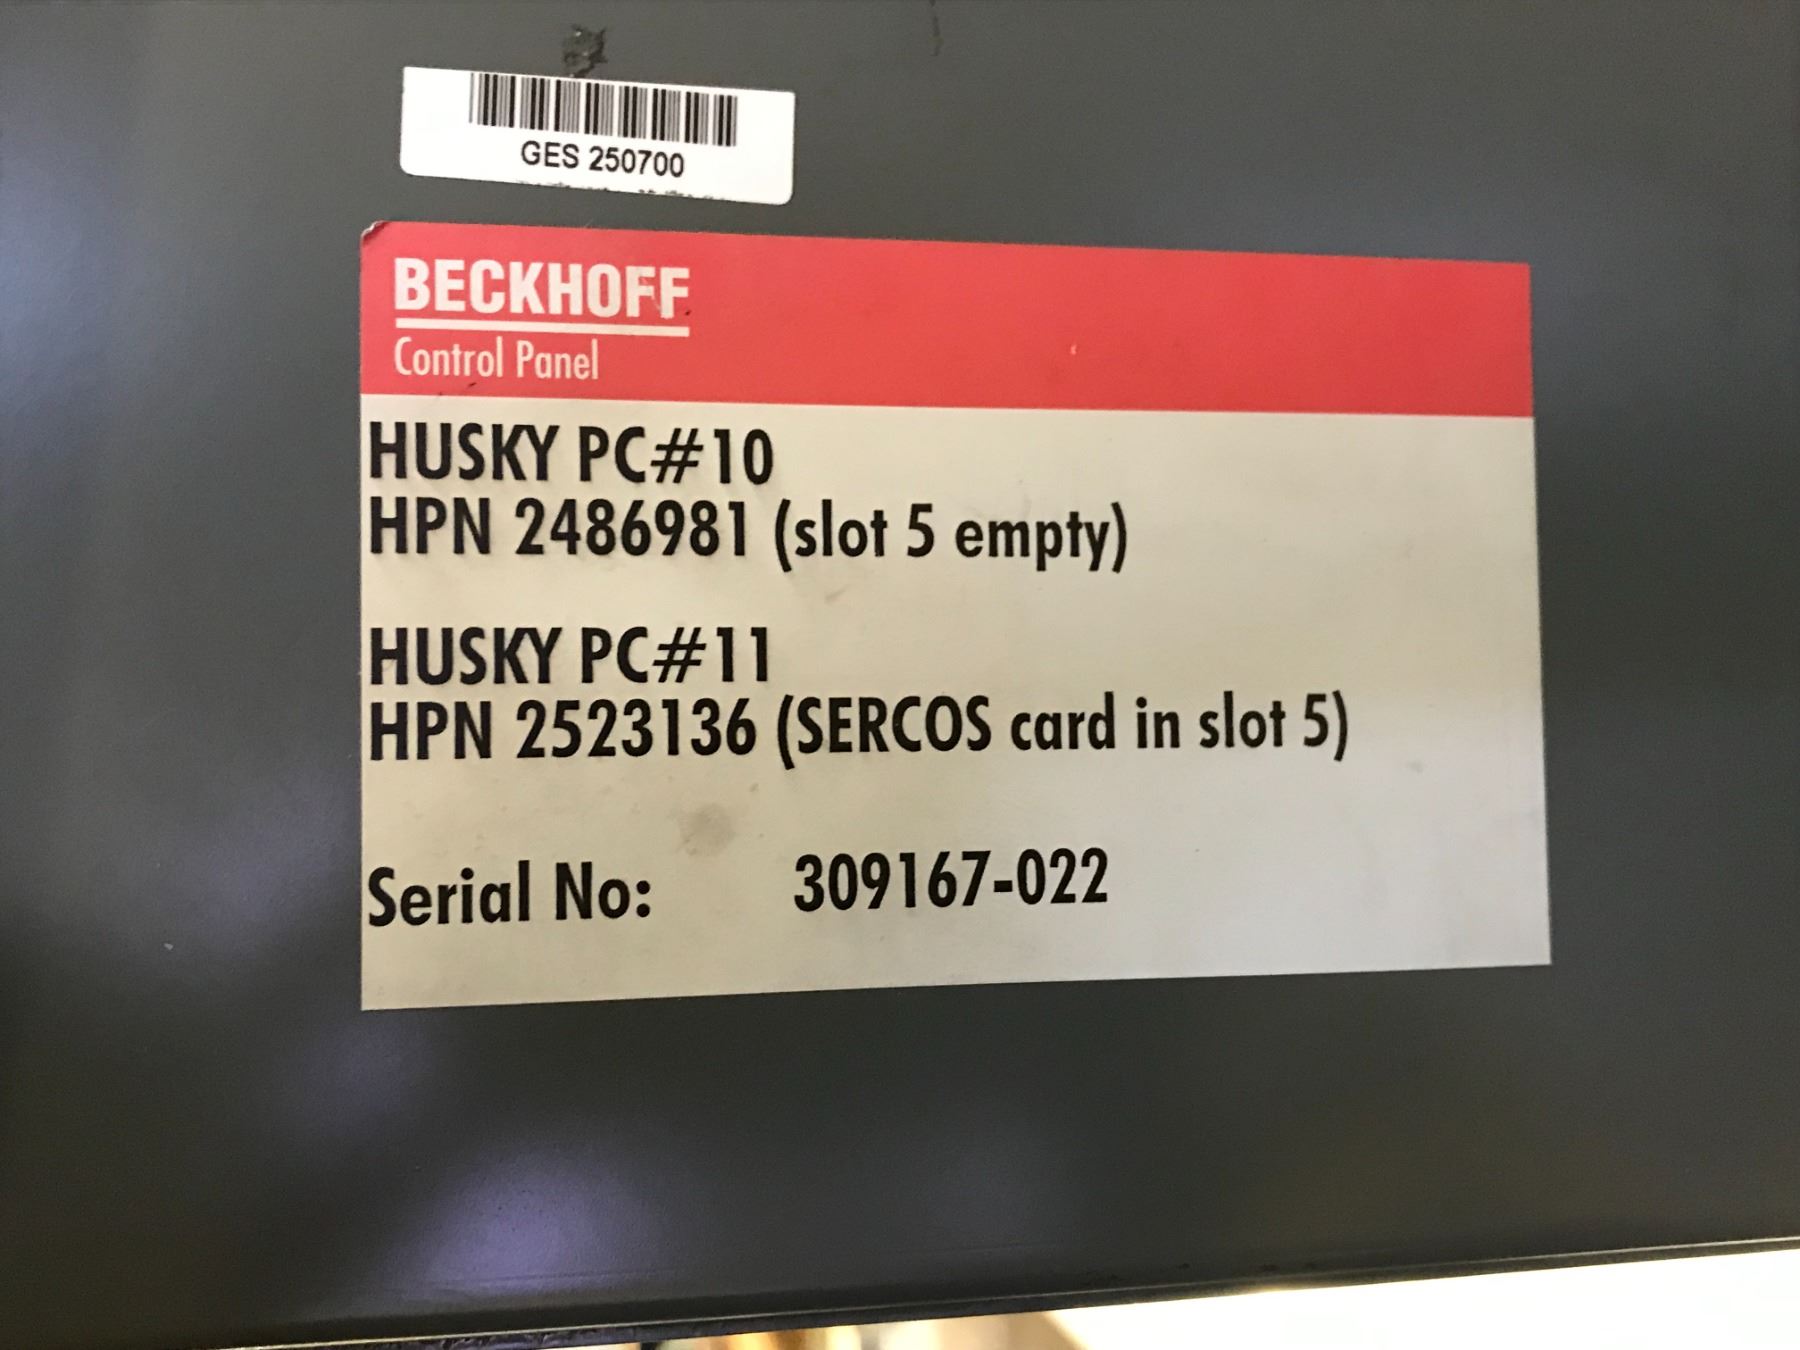 GES 250700
BECKHOFF
Control Panel
HUSKY PC#10
HPN 2486981 (slot 5 empty)
HUSKY PC#11
HPN 2523136 (SERCOS card in slot 5)
Serial No: 309167-022